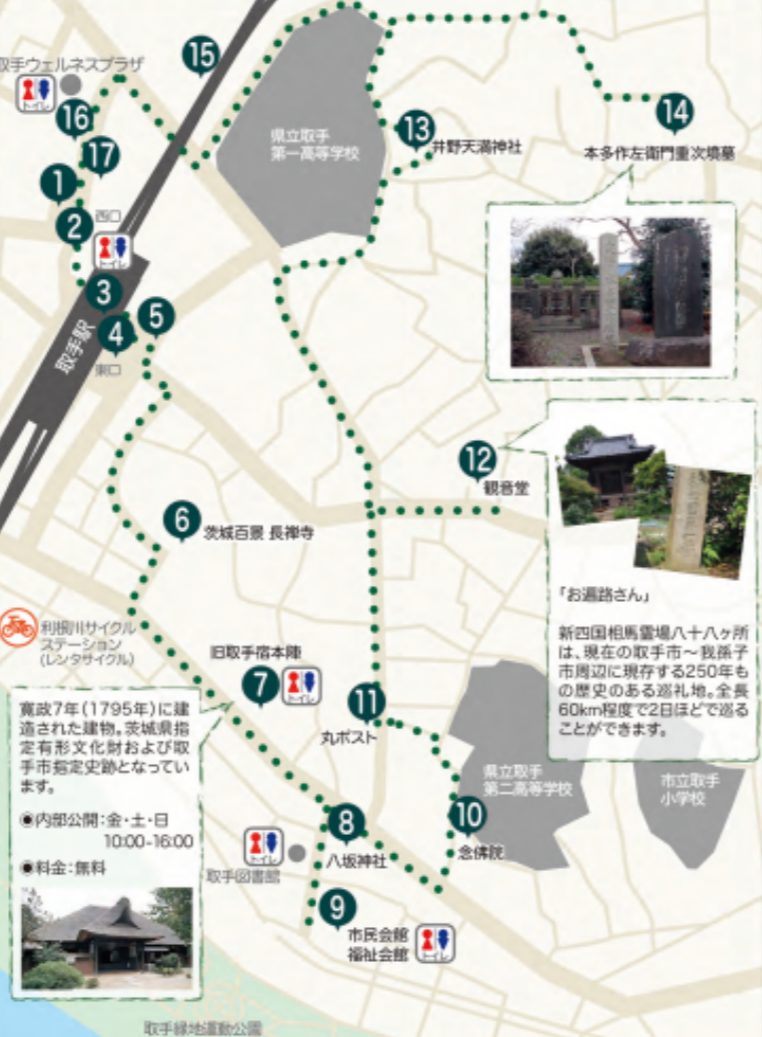 取手ウェルネスプラザ
トイレ
15
16
17
1
2
西口
トイレ
3
4
5
取手駅
東口
県立取手
第一高等学校
13
井野天満神社
14
本多作左衛門重次墳墓
12
観音堂
「お遍路さん」
新四国相馬霊場八十八ヶ所
は、現在の取手市〜我孫子
市周辺に現存する250年も
の歴史のある巡礼地。全長
60km程度で2日ほどで巡る
ことができます。
6
茨城百景 長禅寺
利根川サイクル
ステーション
(レンタサイクル)
旧取手宿本陣
7
トイレ
寛政7年(1795年)に建
造された建物。茨城県指
定有形文化財および取
手市指定史跡となってい
ます。
◉内部公開:金・土・日
10:00-16:00
◉料金:無料
11
丸ポスト
県立取手
第二高等学校
市立取手
小学校
10
念佛院
8
八坂神社
トイレ
取手図書館
9
市民会館
福祉会館
トイレ
取手緑地運動公園